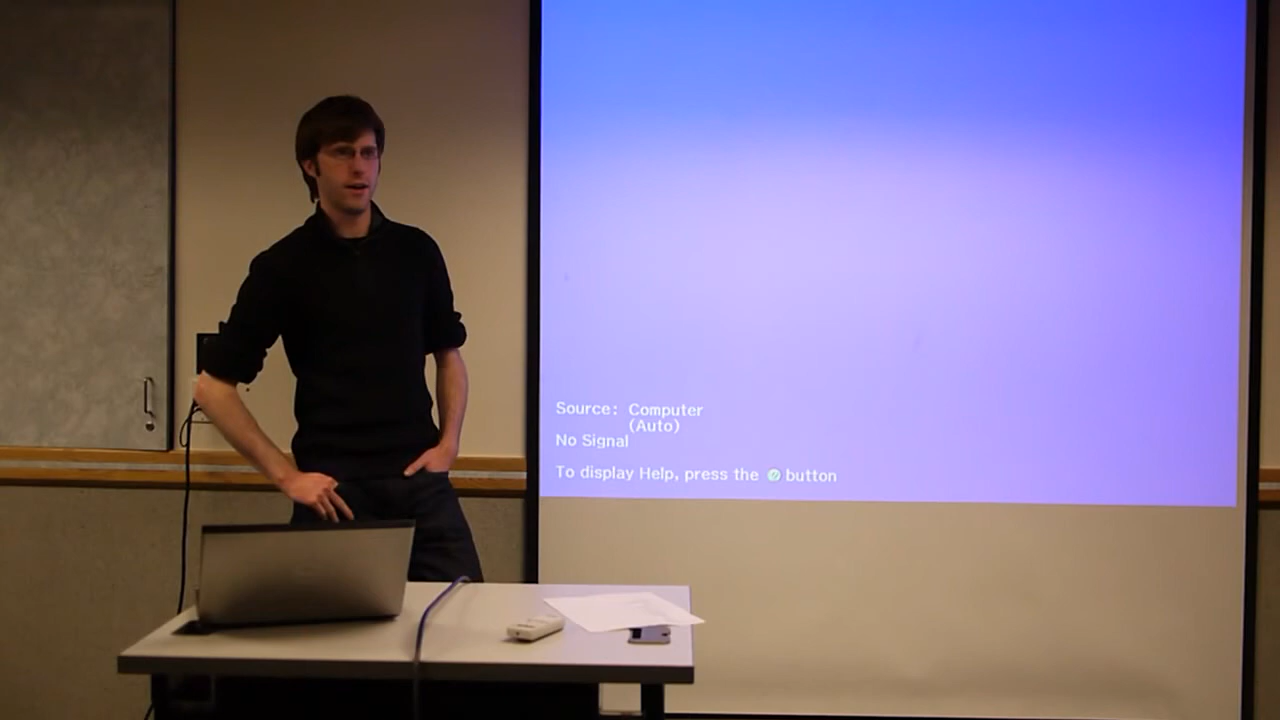 Source: Computer
(Auto)
No Signal
To display Help, press the button